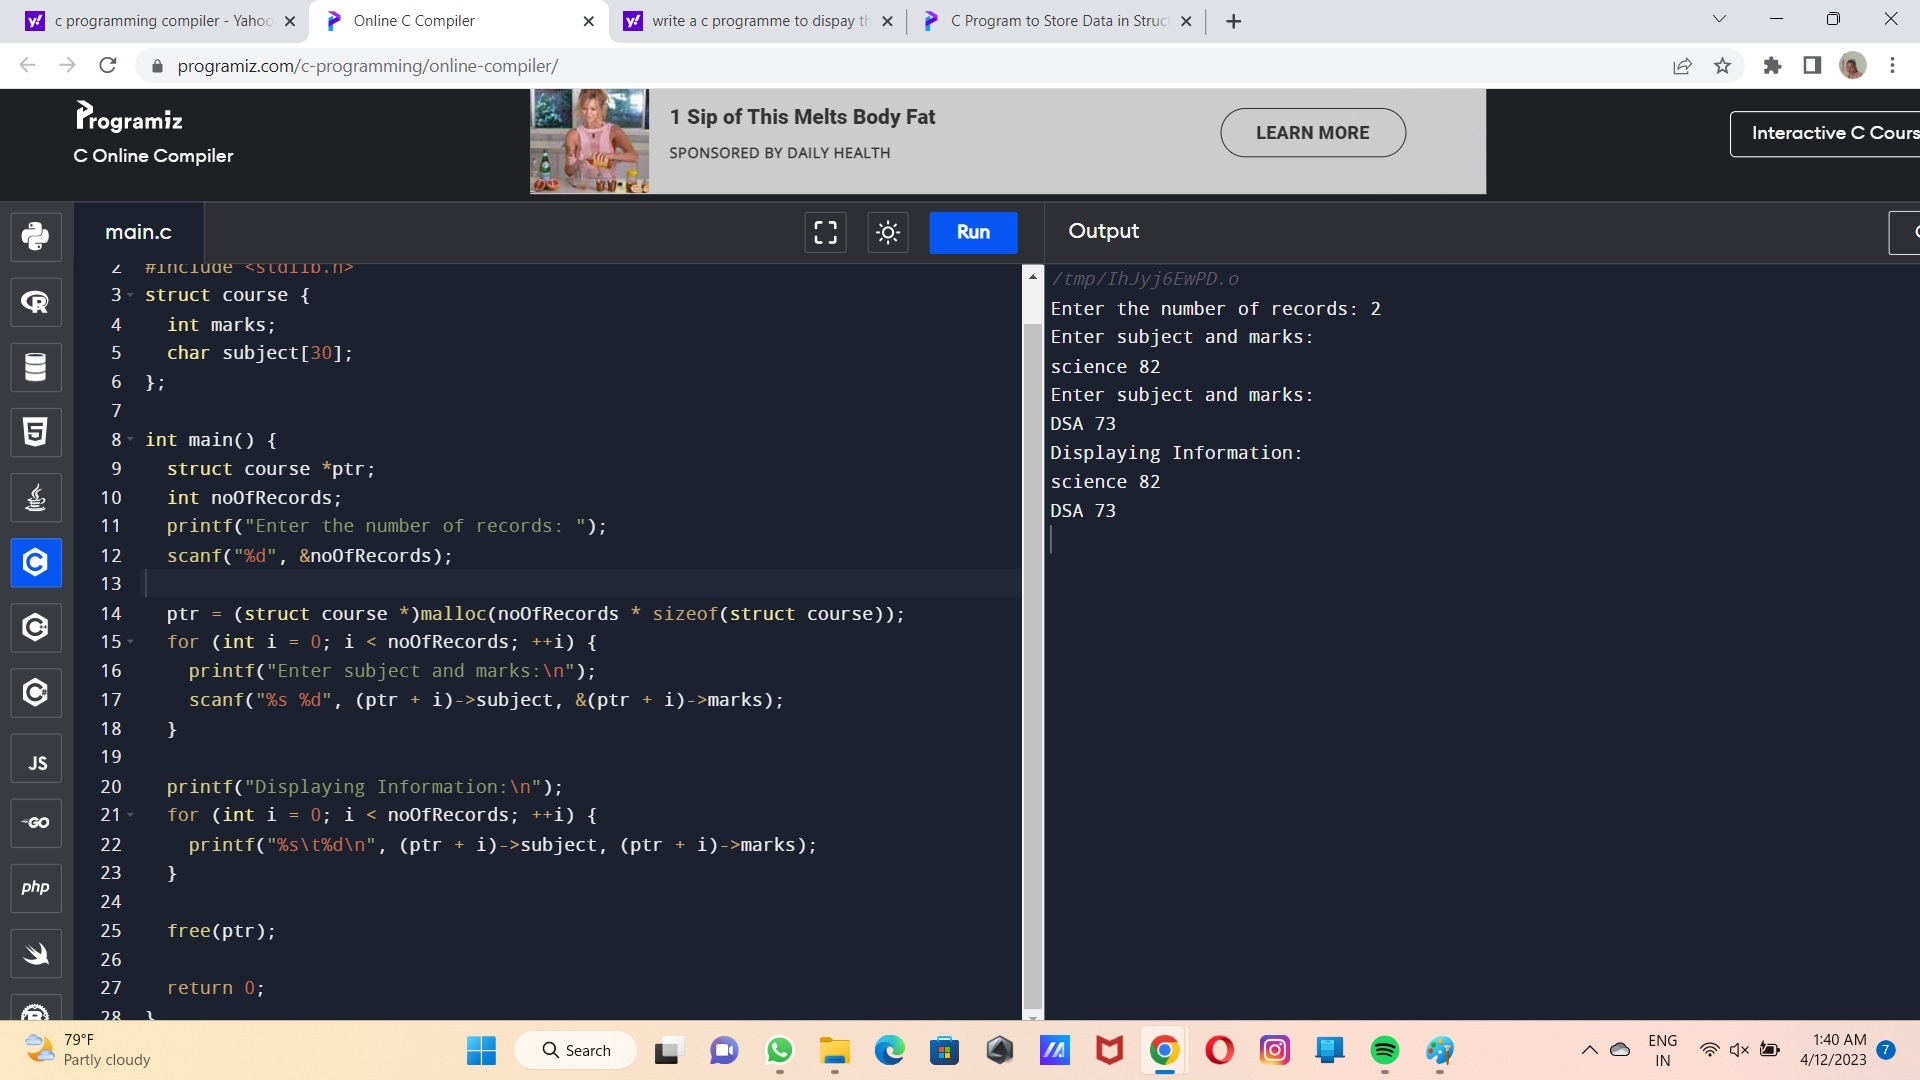 c programming compiler - Yahoo
Online C Compiler
write a c programme to dispay th
C Program to Store Data in Struct
programiz.com/c-programming/online-compiler/
Programiz
C Online Compiler
1 Sip of This Melts Body Fat
SPONSORED BY DAILY HEALTH
LEARN MORE
Interactive C Cours
main.c
Run
Output
2 #include <stdlib.h>
3 struct course {
4 int marks;
5 char subject[30];
6 };
7
8 int main() {
9 struct course *ptr;
10 int noOfRecords;
11 printf("Enter the number of records: ");
12 scanf("%d", &noOfRecords);
13
14 ptr = (struct course *)malloc(noOfRecords * sizeof(struct course));
15 for (int i = 0; i < noOfRecords; ++i) {
16 printf("Enter subject and marks:\n");
17 scanf("%s %d", (ptr + i)->subject, &(ptr + i)->marks);
18 }
19
20 printf("Displaying Information:\n");
21 for (int i = 0; i < noOfRecords; ++i) {
22 printf("%s\t%d\n", (ptr + i)->subject, (ptr + i)->marks);
23 }
24
25 free(ptr);
26
27 return 0;
28 }
/tmp/IhJyj6EwPD.o
Enter the number of records: 2
Enter subject and marks:
science 82
Enter subject and marks:
DSA 73
Displaying Information:
science 82
DSA 73
JS
GO
php
79°F
Partly cloudy
Search
ENG
IN
1:40 AM
4/12/2023
7